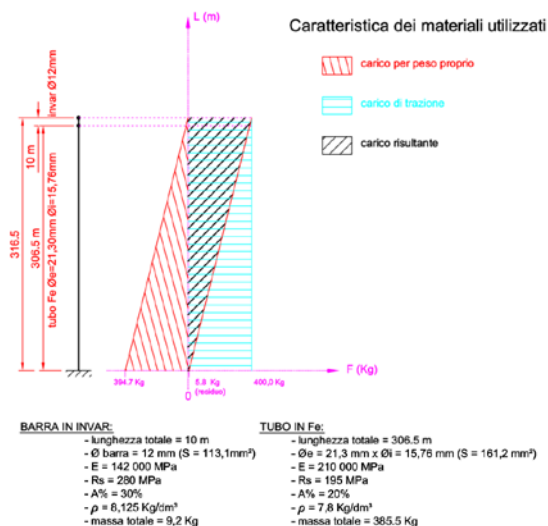 L (m)
Caratteristica dei materiali utilizzati
invar Ø12mm
carico per peso proprio
carico di trazione
carico risultante
10 m
316.5
306.5 m
tubo Fe Øe=21,30mm Øi=15,76mm
F (Kg)
394.7 Kg
0
5.8 Kg
(residuo)
400,0 Kg
BARRA IN INVAR:
- lunghezza totale = 10 m
- Ø barra = 12 mm (S = 113,1mm²)
- E = 142 000 MPa
- Rs = 280 MPa
- A% = 30%
- ρ = 8,125 Kg/dm³
- massa totale = 9,2 Kg
TUBO IN Fe:
- lunghezza totale = 306.5 m
- Øe = 21,3 mm x Øi = 15,76 mm (S = 161,2 mm²)
- E = 210 000 MPa
- Rs = 195 MPa
- A% = 20%
- ρ = 7,8 Kg/dm³
- massa totale = 385.5 Kg